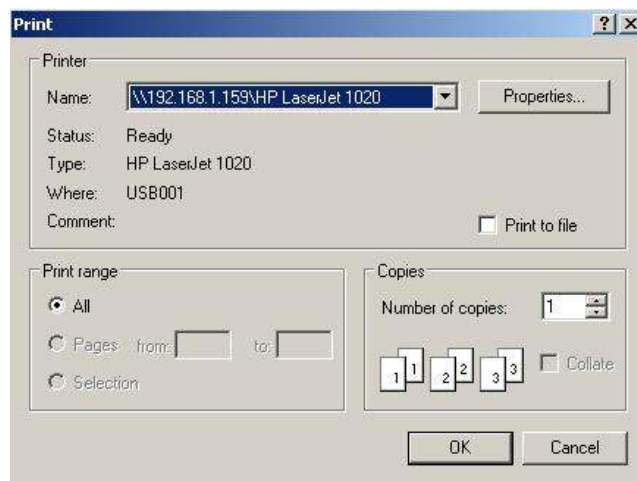 Print
Printer
Name: \\192.168.1.159\HP LaserJet 1020 Properties...
Status: Ready
Type: HP LaserJet 1020
Where: USB001
Comment: Print to file
Print range
All
Pages from: to:
Selection
Copies
Number of copies: 1
1 1 2 2 3 3 Collate
OK Cancel